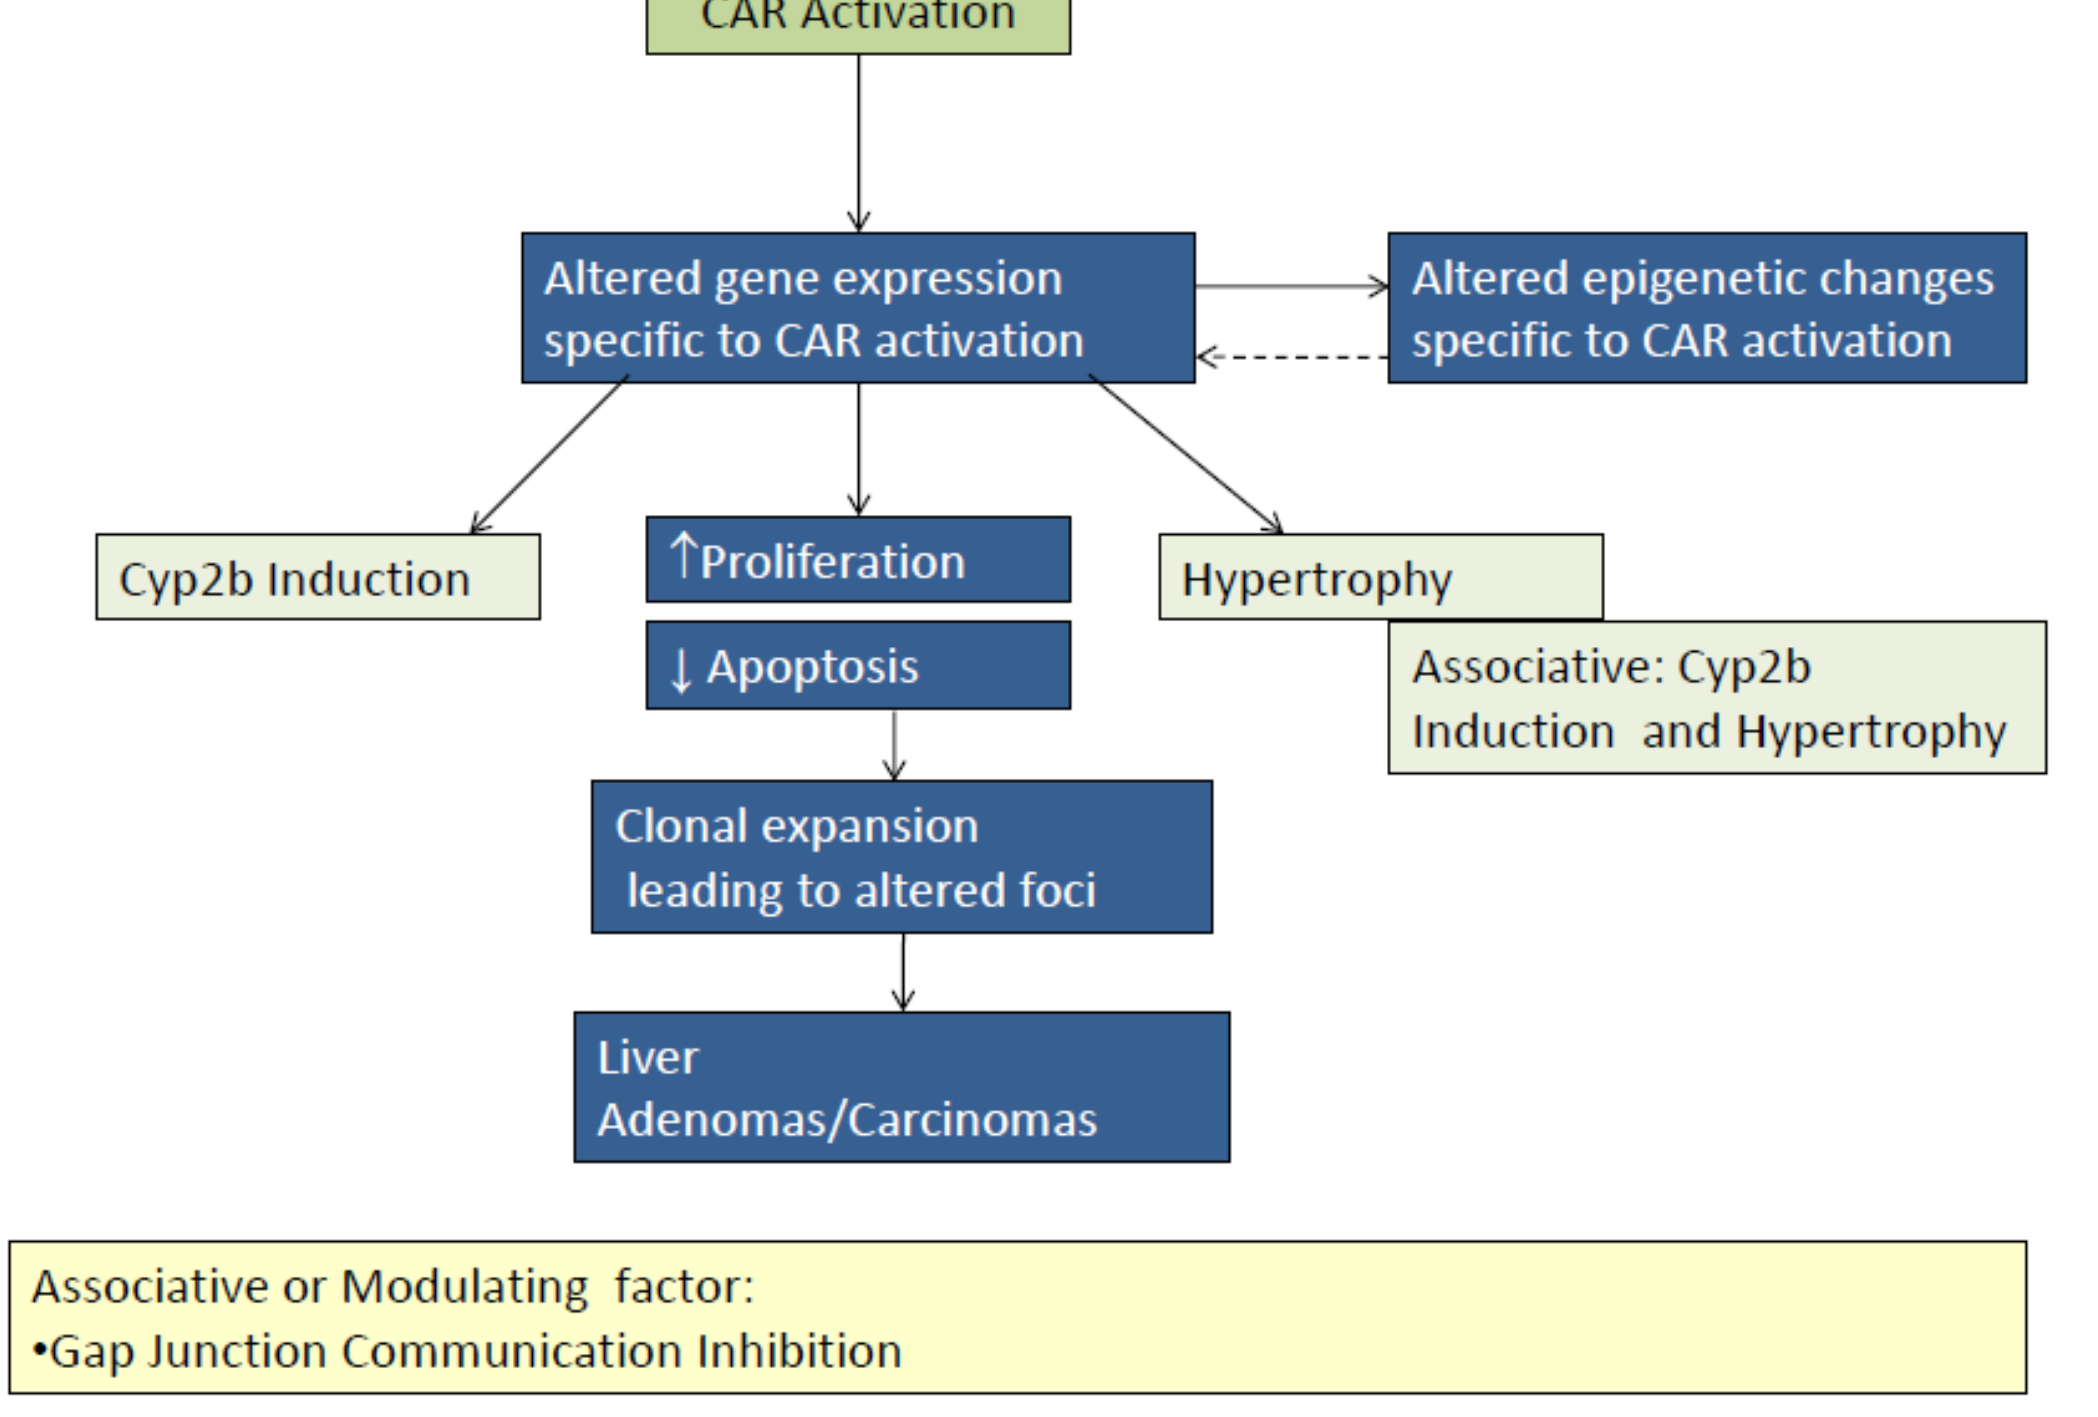 CAR Activation
Altered gene expression
specific to CAR activation
Altered epigenetic changes
specific to CAR activation
Cyp2b Induction
↑Proliferation
Hypertrophy
↓ Apoptosis
Associative: Cyp2b
Induction and Hypertrophy
Clonal expansion
leading to altered foci
Liver
Adenomas/Carcinomas
Associative or Modulating factor:
•Gap Junction Communication Inhibition